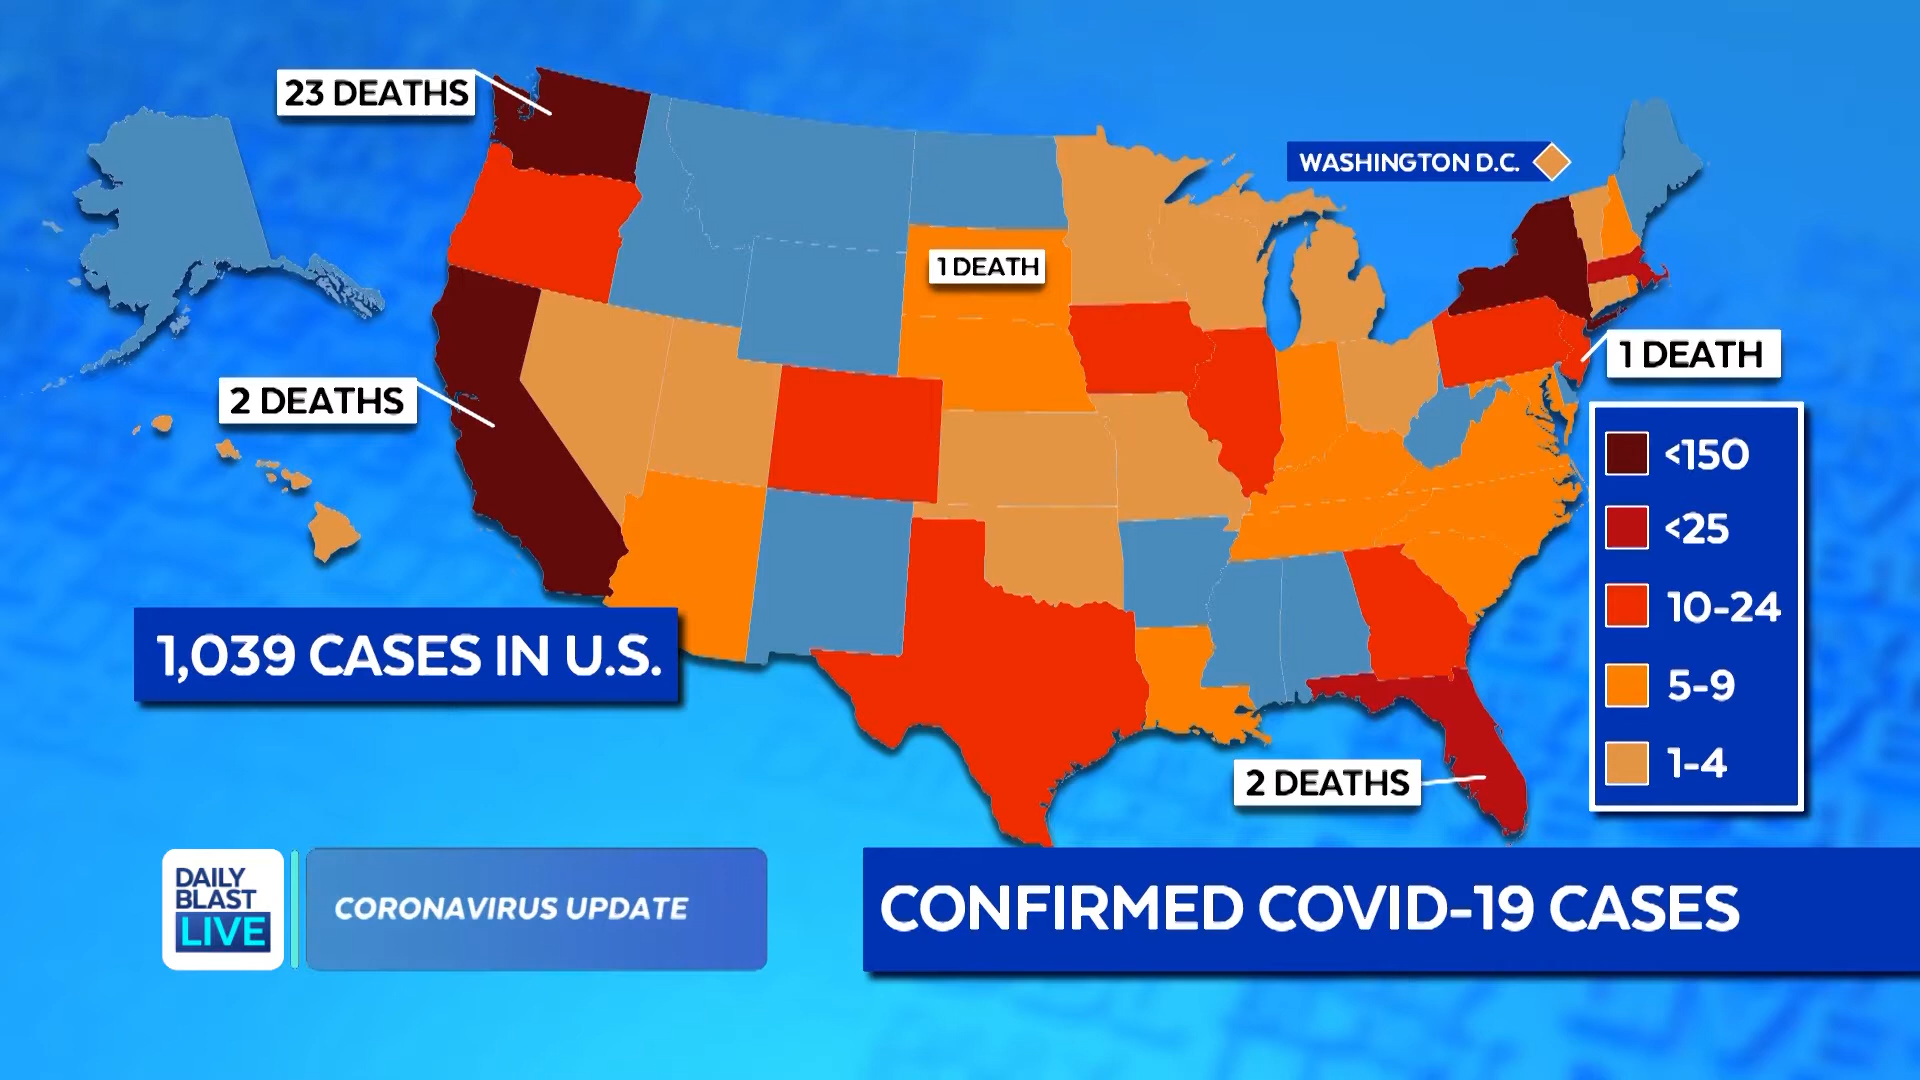 23 DEATHS
WASHINGTON D.C.
1 DEATH
1 DEATH
2 DEATHS
<150
<25
10-24
5-9
1-4
1,039 CASES IN U.S.
2 DEATHS
DAILY
BLAST
LIVE
CORONAVIRUS UPDATE
CONFIRMED COVID-19 CASES